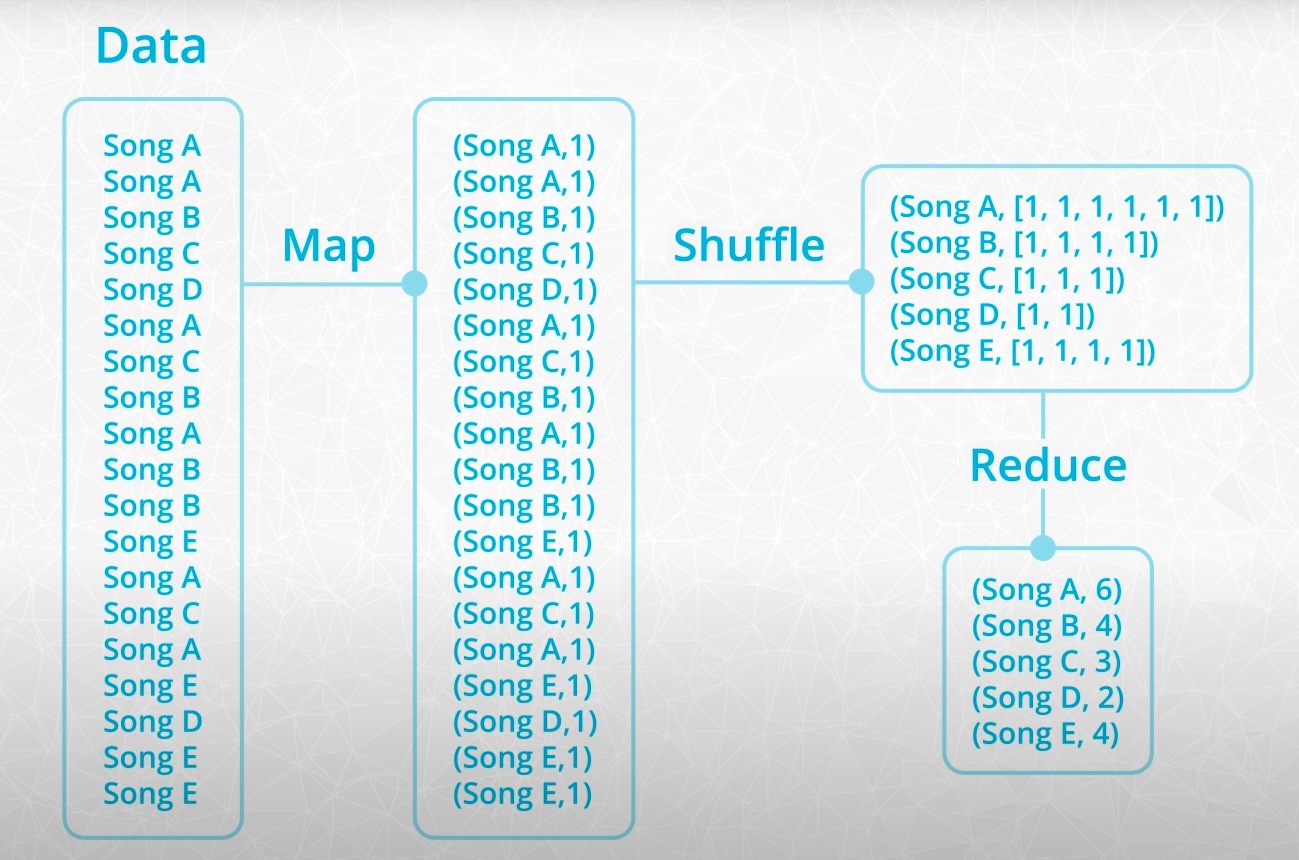 Data
Song A
Song A
Song B
Song C
Song D
Song A
Song C
Song B
Song A
Song B
Song B
Song E
Song A
Song C
Song A
Song E
Song D
Song E
Song E
Map
(Song A,1)
(Song A,1)
(Song B,1)
(Song C,1)
(Song D,1)
(Song A,1)
(Song C,1)
(Song B,1)
(Song A,1)
(Song B,1)
(Song B,1)
(Song E,1)
(Song A,1)
(Song C,1)
(Song A,1)
(Song E,1)
(Song D,1)
(Song E,1)
(Song E,1)
Shuffle
(Song A, [1, 1, 1, 1, 1, 1])
(Song B, [1, 1, 1, 1])
(Song C, [1, 1, 1])
(Song D, [1, 1])
(Song E, [1, 1, 1, 1])
Reduce
(Song A, 6)
(Song B, 4)
(Song C, 3)
(Song D, 2)
(Song E, 4)